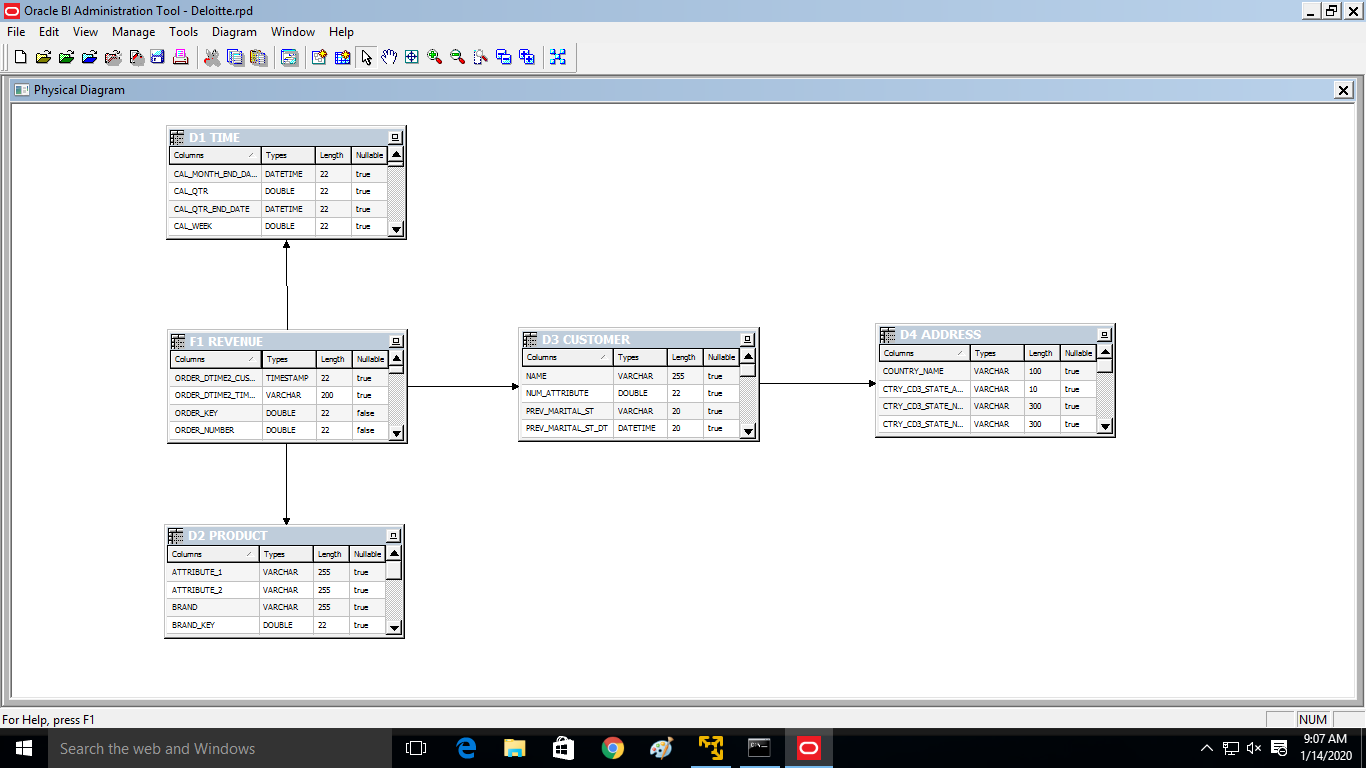 Oracle BI Administration Tool - Deloitte.rpd
File Edit View Manage Tools Diagram Window Help
Physical Diagram
D1 TIME
Columns Types Length Nullable
CAL_MONTH_END_DA... DATETIME 22 true
CAL_QTR DOUBLE 22 true
CAL_QTR_END_DATE DATETIME 22 true
CAL_WEEK DOUBLE 22 true
F1 REVENUE
Columns Types Length Nullable
ORDER_DTIME2_CUS... TIMESTAMP 22 true
ORDER_DTIME2_TIM... VARCHAR 200 true
ORDER_KEY DOUBLE 22 false
ORDER_NUMBER DOUBLE 22 false
D3 CUSTOMER
Columns Types Length Nullable
NAME VARCHAR 255 true
NUM_ATTRIBUTE DOUBLE 22 true
PREV_MARITAL_ST VARCHAR 20 true
PREV_MARITAL_ST_DT DATETIME 20 true
D4 ADDRESS
Columns Types Length Nullable
COUNTRY_NAME VARCHAR 100 true
CTRY_CD3_STATE_A... VARCHAR 10 true
CTRY_CD3_STATE_N... VARCHAR 300 true
CTRY_CD3_STATE_N... VARCHAR 300 true
D2 PRODUCT
Columns Types Length Nullable
ATTRIBUTE_1 VARCHAR 255 true
ATTRIBUTE_2 VARCHAR 255 true
BRAND VARCHAR 255 true
BRAND_KEY DOUBLE 22 true
For Help, press F1
NUM
Search the web and Windows
9:07 AM
1/14/2020